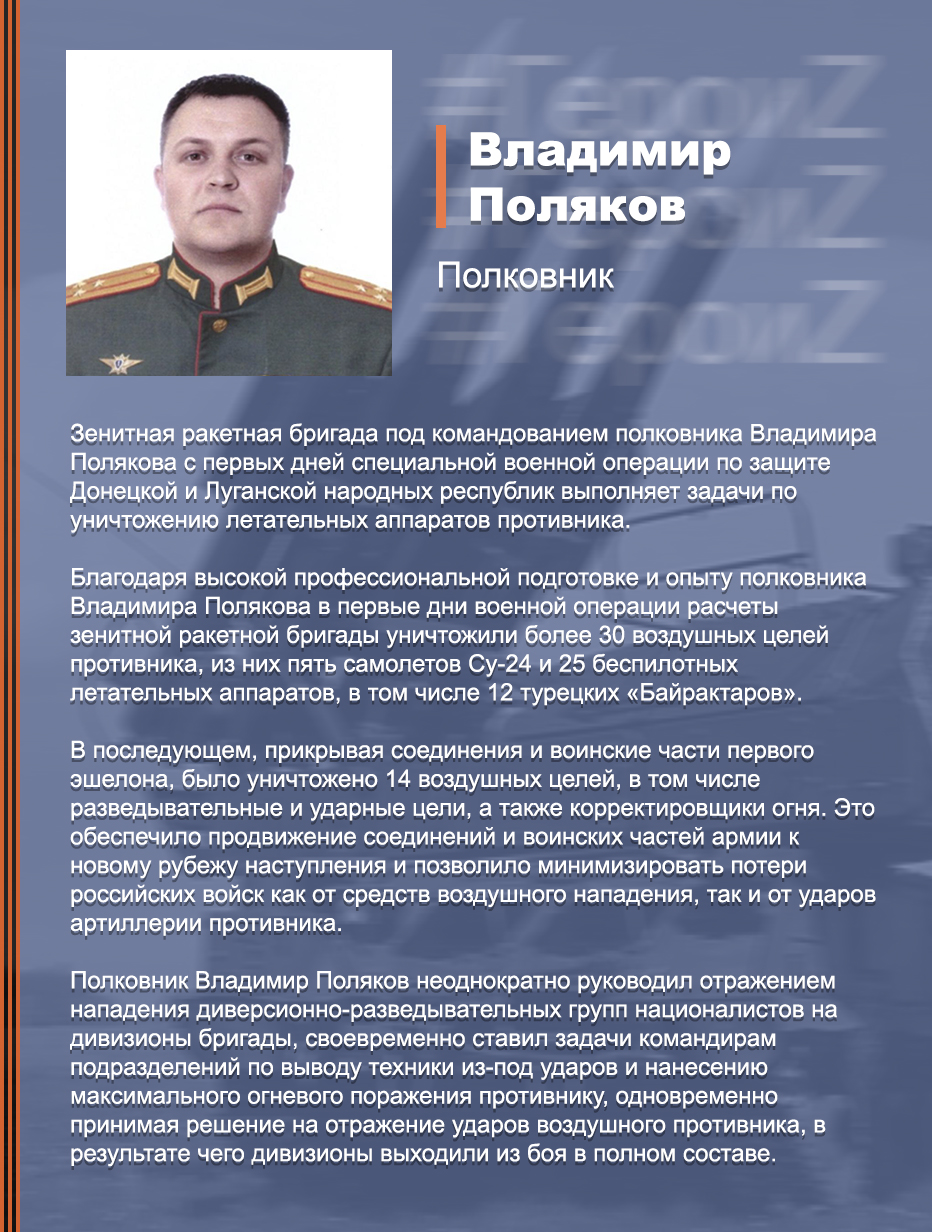 #ГероиZ
#ГероиZ
#ГероиZ
Владимир
Поляков
Полковник
Зенитная ракетная бригада под командованием полковника Владимира
Полякова с первых дней специальной военной операции по защите
Донецкой и Луганской народных республик выполняет задачи по
уничтожению летательных аппаратов противника.
Благодаря высокой профессиональной подготовке и опыту полковника
Владимира Полякова в первые дни военной операции расчеты
зенитной ракетной бригады уничтожили более 30 воздушных целей
противника, из них пять самолетов Су-24 и 25 беспилотных
летательных аппаратов, в том числе 12 турецких «Байрактаров».
В последующем, прикрывая соединения и воинские части первого
эшелона, было уничтожено 14 воздушных целей, в том числе
разведывательные и ударные цели, а также корректировщики огня. Это
обеспечило продвижение соединений и воинских частей армии к
новому рубежу наступления и позволило минимизировать потери
российских войск как от средств воздушного нападения, так и от ударов
артиллерии противника.
Полковник Владимир Поляков неоднократно руководил отражением
нападения диверсионно-разведывательных групп националистов на
дивизионы бригады, своевременно ставил задачи командирам
подразделений по выводу техники из-под ударов и нанесению
максимального огневого поражения противнику, одновременно
принимая решение на отражение ударов воздушного противника, в
результате чего дивизионы выходили из боя в полном составе.